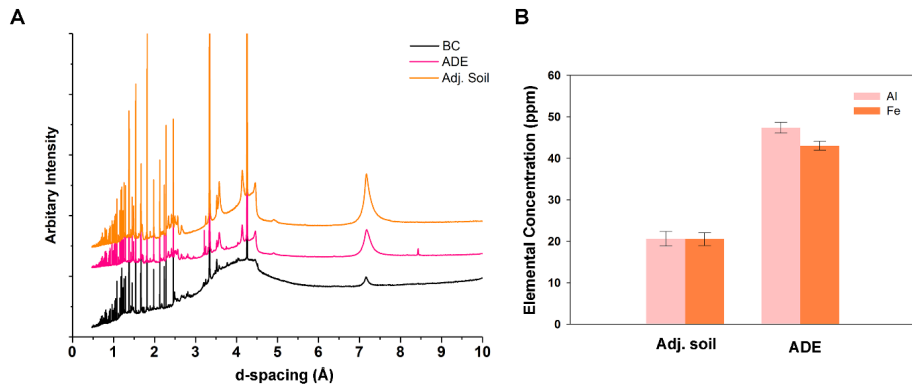 A
BC
ADE
Adj. Soil
Arbitary Intensity
0 1 2 3 4 5 6 7 8 9 10
d-spacing (Å)
B
Al
Fe
Elemental Concentration (ppm)
60
50
40
30
20
10
0
Adj. soil ADE